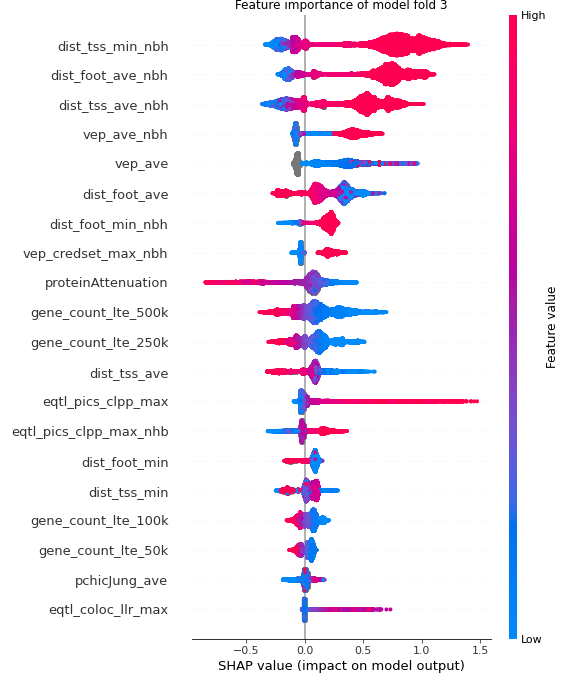 Feature importance of model fold 3
High
dist_tss_min_nbh
dist_foot_ave_nbh
dist_tss_ave_nbh
vep_ave_nbh
vep_ave
dist_foot_ave
dist_foot_min_nbh
vep_credset_max_nbh
proteinAttenuation
gene_count_lte_500k
gene_count_lte_250k
dist_tss_ave
eqtl_pics_clpp_max
eqtl_pics_clpp_max_nhb
dist_foot_min
dist_tss_min
gene_count_lte_100k
gene_count_lte_50k
pchicJung_ave
eqtl_coloc_llr_max
Feature value
Low
−0.5 0.0 0.5 1.0 1.5
SHAP value (impact on model output)